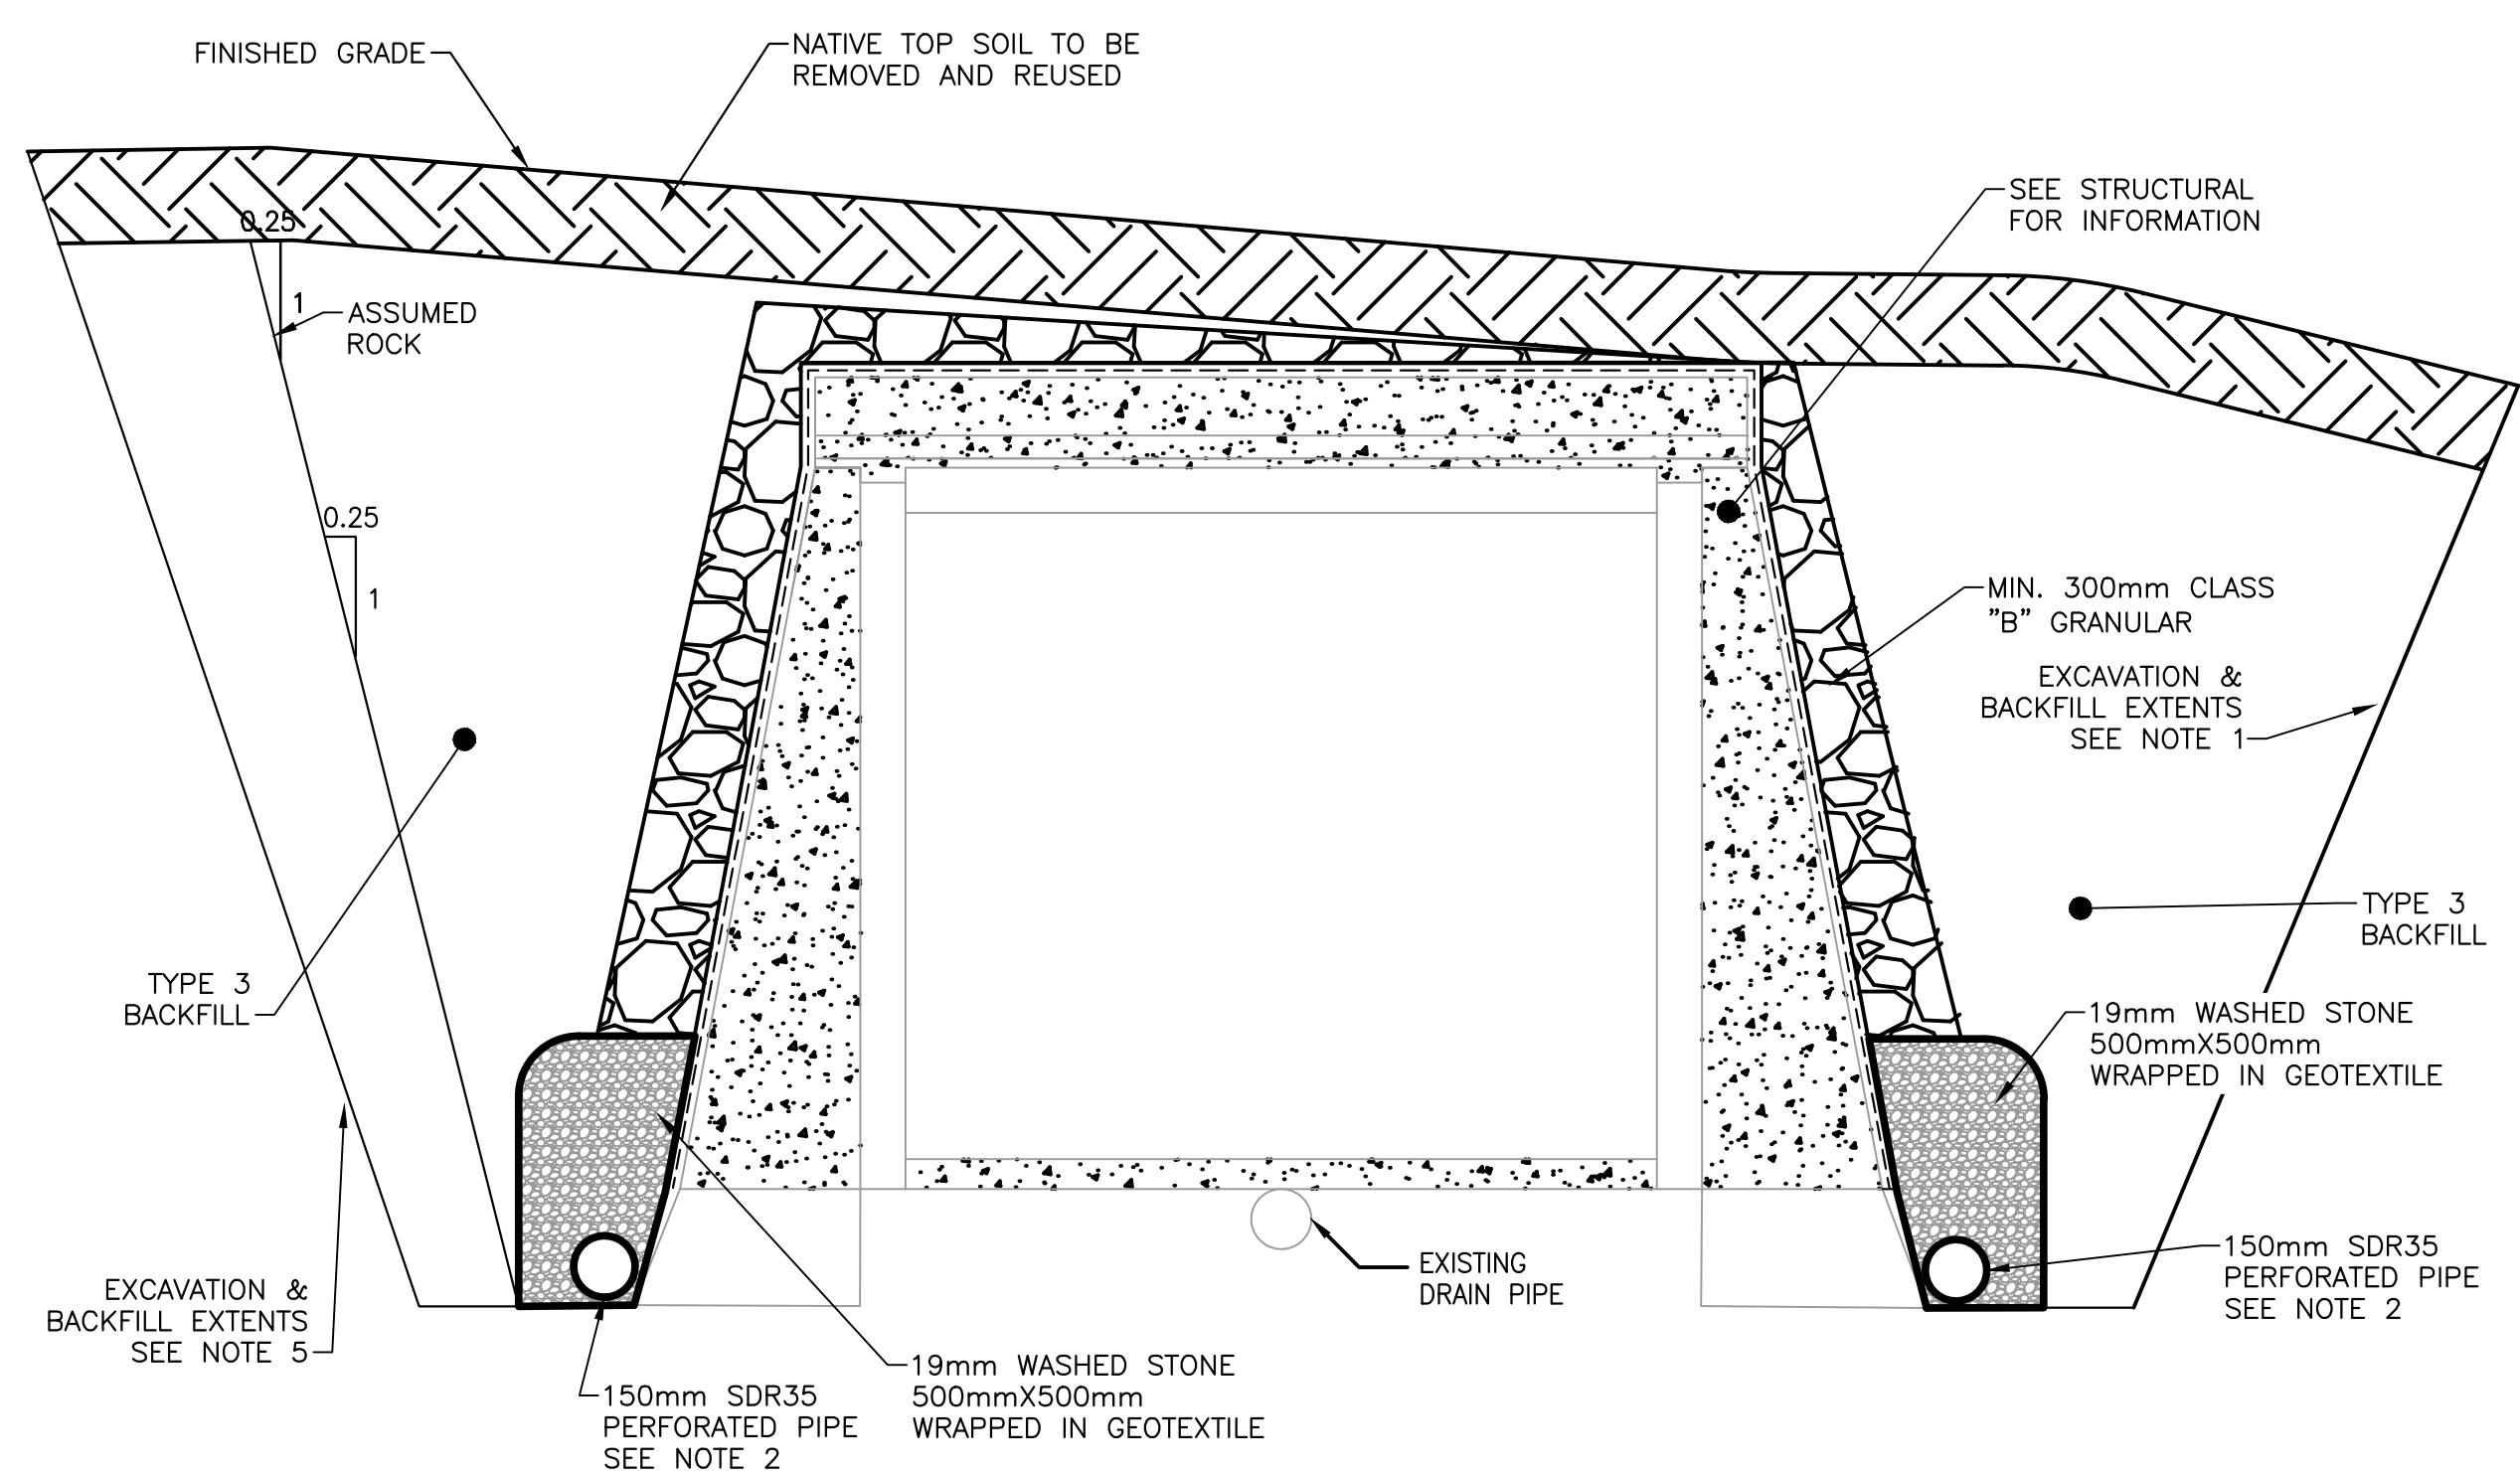 FINISHED GRADE
NATIVE TOP SOIL TO BE
REMOVED AND REUSED
SEE STRUCTURAL
FOR INFORMATION
0.25
1
ASSUMED
ROCK
0.25
1
MIN. 300mm CLASS
"B" GRANULAR
EXCAVATION &
BACKFILL EXTENTS
SEE NOTE 1
TYPE 3
BACKFILL
TYPE 3
BACKFILL
19mm WASHED STONE
500mmX500mm
WRAPPED IN GEOTEXTILE
150mm SDR35
PERFORATED PIPE
SEE NOTE 2
EXISTING
DRAIN PIPE
EXCAVATION &
BACKFILL EXTENTS
SEE NOTE 5
19mm WASHED STONE
500mmX500mm
WRAPPED IN GEOTEXTILE
150mm SDR35
PERFORATED PIPE
SEE NOTE 2